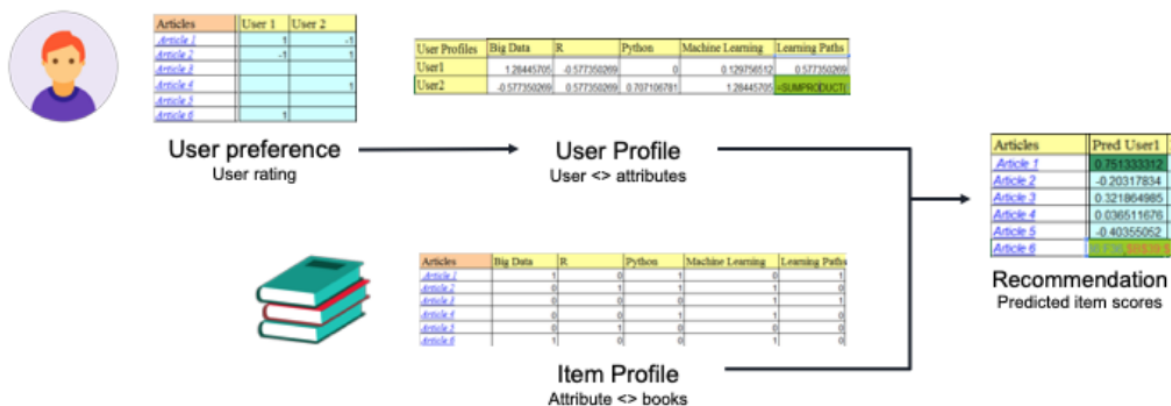 Articles User 1 User 2
Article 1 1 -1
Article 2 -1 1
Article 3
Article 4 1
Article 5
Article 6 1
User preference
User rating
User Profiles Big Data R Python Machine Learning Learning Paths
User1 1.28445705 -0.577350269 0 0.129756512 0.577350269
User2 -0.577350269 0.577350269 0.707106781 1.28445705 =SUMPRODUCT(
User Profile
User <> attributes
Articles Big Data R Python Machine Learning Learning Paths
Article 1 1 0 1 0 1
Article 2 0 1 1 1 0
Article 3 0 0 0 1 1
Article 4 0 0 1 1 0
Article 5 0 1 0 0 0
Article 6 1 0 0 1 0
Item Profile
Attribute <> books
Articles Pred User1
Article 1 0.751333312
Article 2 -0.20317834
Article 3 0.321864985
Article 4 0.036511676
Article 5 -0.40355052
Article 6
Recommendation
Predicted item scores